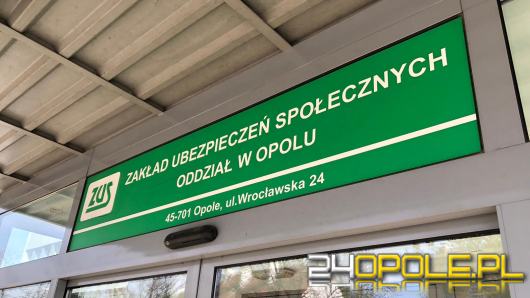 ZUS
ZAKŁAD UBEZPIECZEŃ SPOŁECZNYCH
ODDZIAŁ W OPOLU
45-701 Opole, ul.Wrocławska 24
24OPOLE.PL